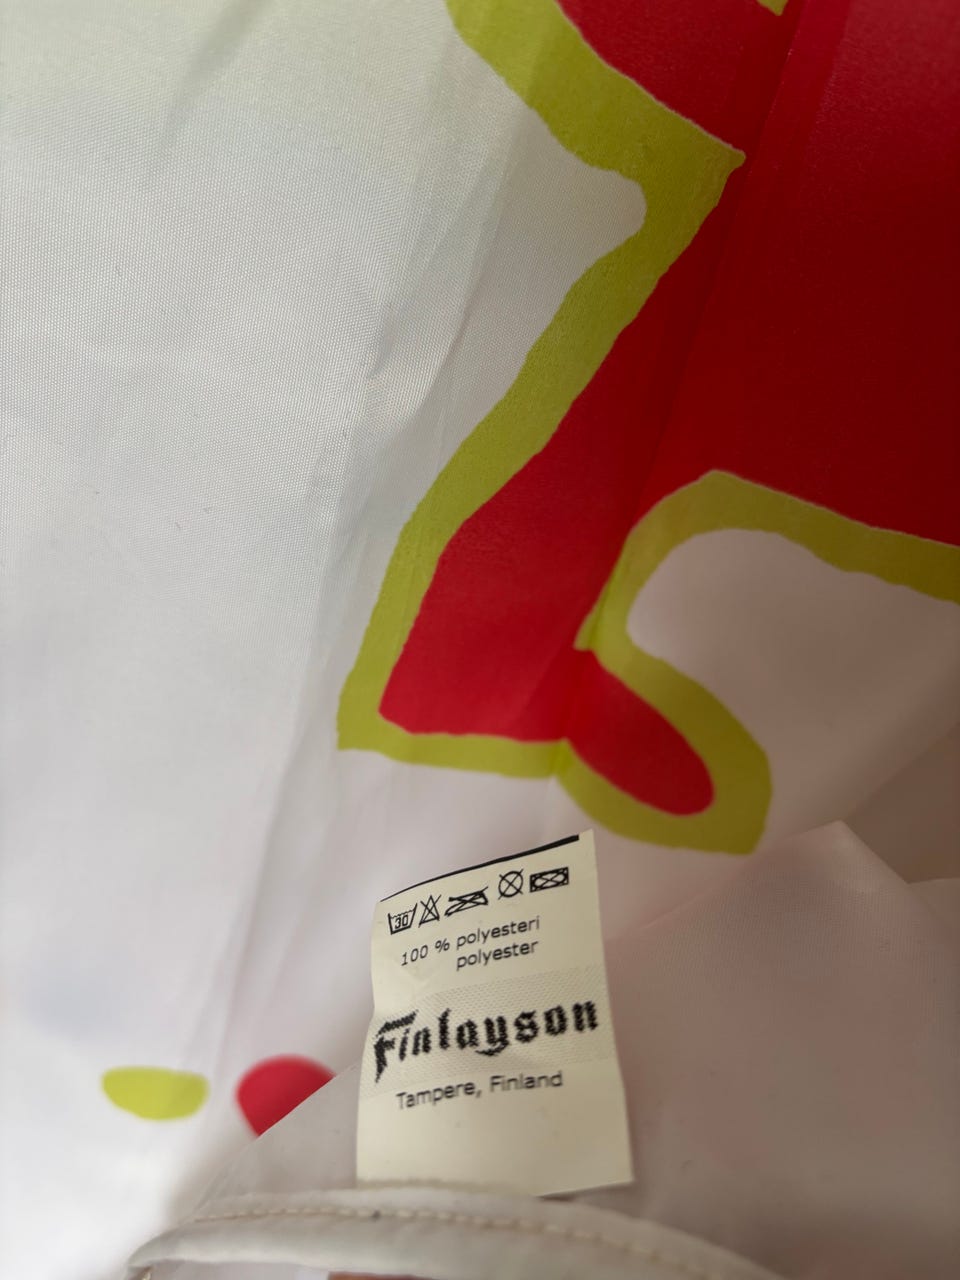 30
100 % polyesteri
polyester
Finlayson
Tampere, Finland